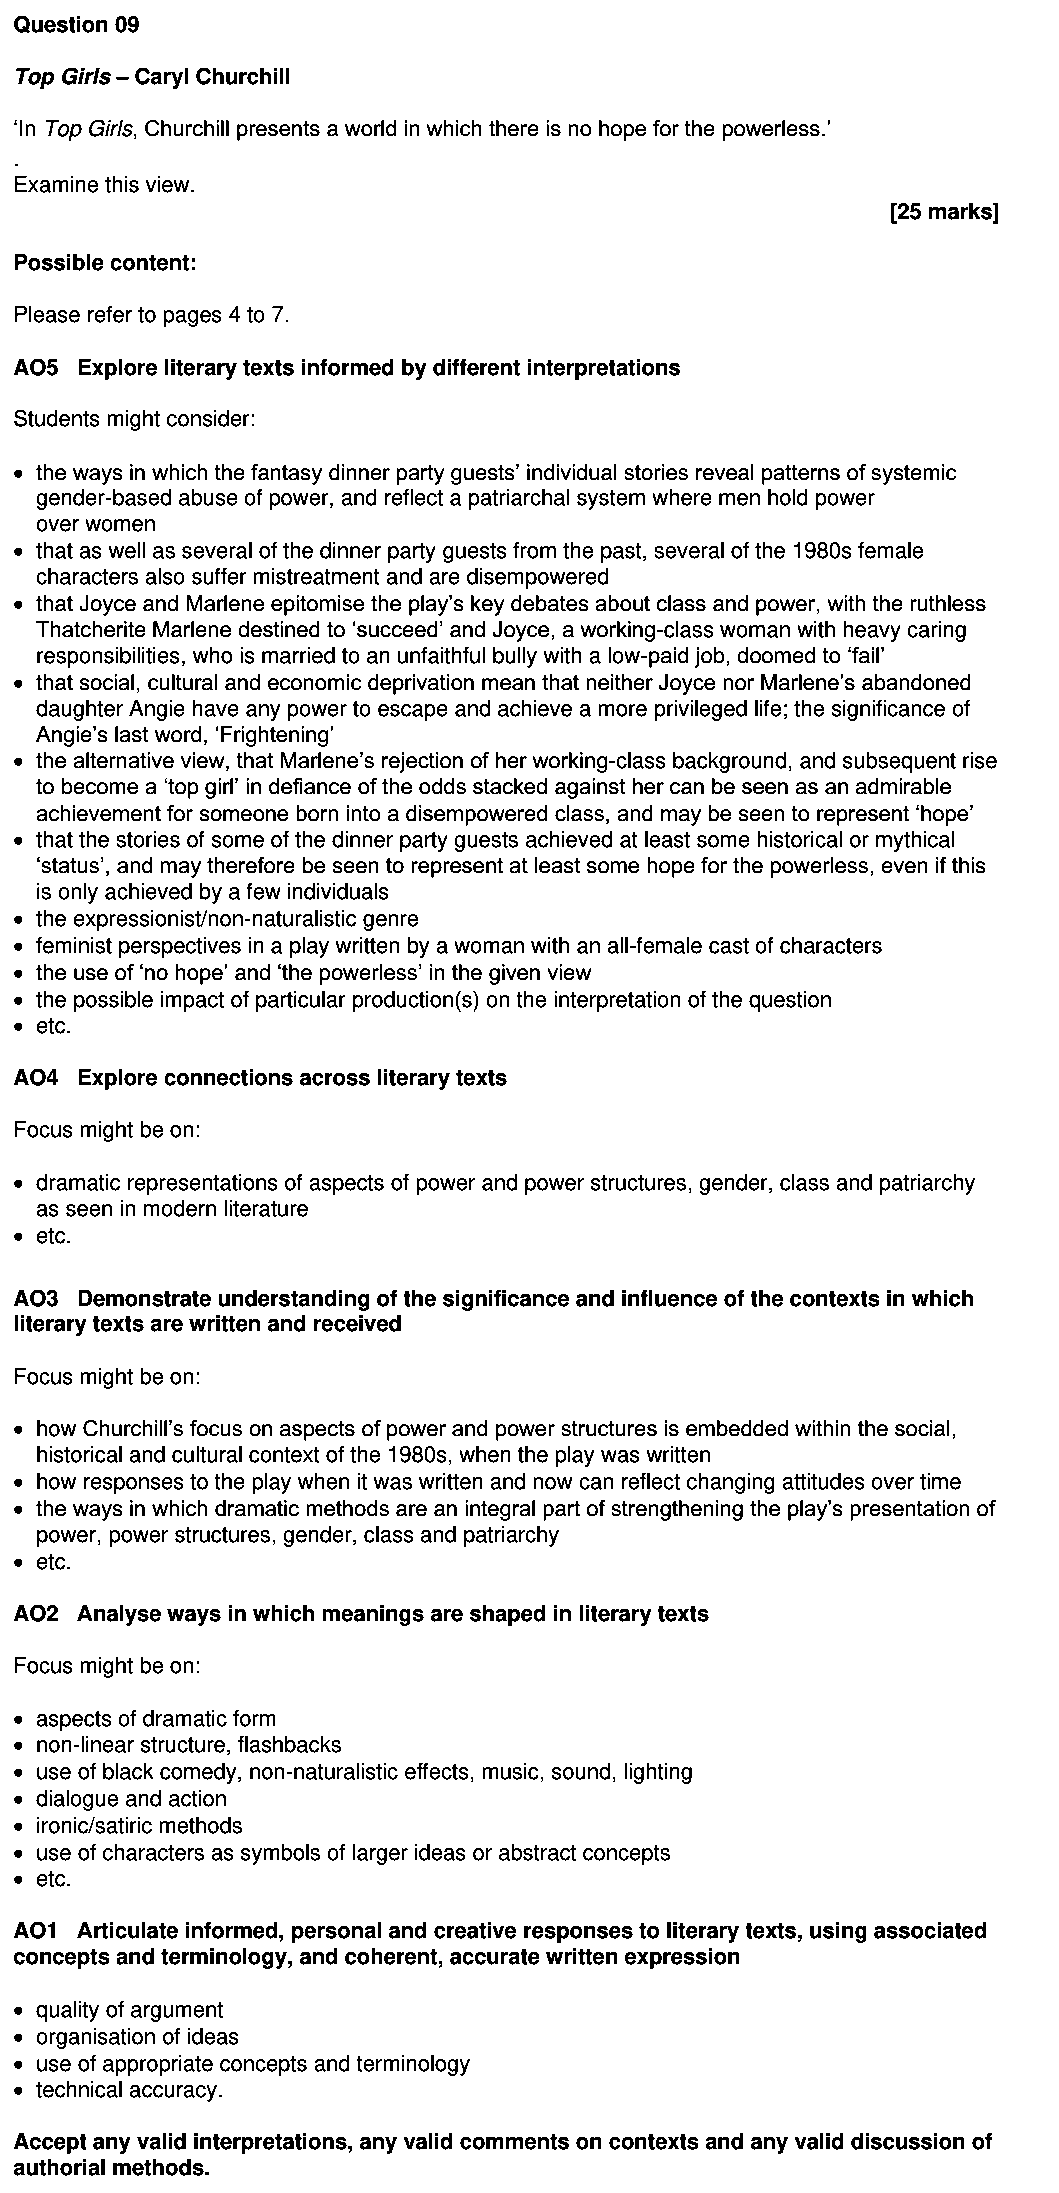 Question 09
Top Girls – Caryl Churchill
‘In Top Girls, Churchill presents a world in which there is no hope for the powerless.’
.
Examine this view.
[25 marks]
Possible content:
Please refer to pages 4 to 7.
AO5 Explore literary texts informed by different interpretations
Students might consider:
• the ways in which the fantasy dinner party guests’ individual stories reveal patterns of systemic
gender-based abuse of power, and reflect a patriarchal system where men hold power
over women
• that as well as several of the dinner party guests from the past, several of the 1980s female
characters also suffer mistreatment and are disempowered
• that Joyce and Marlene epitomise the play’s key debates about class and power, with the ruthless
Thatcherite Marlene destined to ‘succeed’ and Joyce, a working-class woman with heavy caring
responsibilities, who is married to an unfaithful bully with a low-paid job, doomed to ‘fail’
• that social, cultural and economic deprivation mean that neither Joyce nor Marlene’s abandoned
daughter Angie have any power to escape and achieve a more privileged life; the significance of
Angie’s last word, ‘Frightening’
• the alternative view, that Marlene’s rejection of her working-class background, and subsequent rise
to become a ‘top girl’ in defiance of the odds stacked against her can be seen as an admirable
achievement for someone born into a disempowered class, and may be seen to represent ‘hope’
• that the stories of some of the dinner party guests achieved at least some historical or mythical
‘status’, and may therefore be seen to represent at least some hope for the powerless, even if this
is only achieved by a few individuals
• the expressionist/non-naturalistic genre
• feminist perspectives in a play written by a woman with an all-female cast of characters
• the use of ‘no hope’ and ‘the powerless’ in the given view
• the possible impact of particular production(s) on the interpretation of the question
• etc.
AO4 Explore connections across literary texts
Focus might be on:
• dramatic representations of aspects of power and power structures, gender, class and patriarchy
as seen in modern literature
• etc.
AO3 Demonstrate understanding of the significance and influence of the contexts in which
literary texts are written and received
Focus might be on:
• how Churchill’s focus on aspects of power and power structures is embedded within the social,
historical and cultural context of the 1980s, when the play was written
• how responses to the play when it was written and now can reflect changing attitudes over time
• the ways in which dramatic methods are an integral part of strengthening the play’s presentation of
power, power structures, gender, class and patriarchy
• etc.
AO2 Analyse ways in which meanings are shaped in literary texts
Focus might be on:
• aspects of dramatic form
• non-linear structure, flashbacks
• use of black comedy, non-naturalistic effects, music, sound, lighting
• dialogue and action
• ironic/satiric methods
• use of characters as symbols of larger ideas or abstract concepts
• etc.
AO1 Articulate informed, personal and creative responses to literary texts, using associated
concepts and terminology, and coherent, accurate written expression
• quality of argument
• organisation of ideas
• use of appropriate concepts and terminology
• technical accuracy.
Accept any valid interpretations, any valid comments on contexts and any valid discussion of
authorial methods.